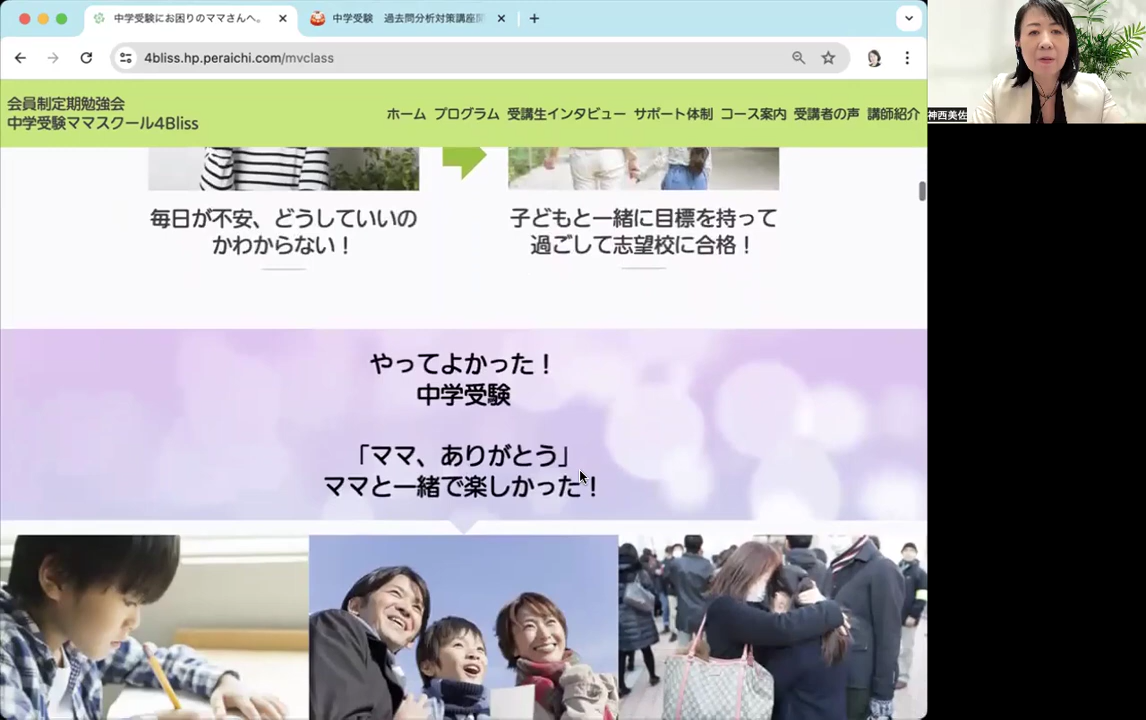 中学受験にお困りのママさんへ。
中学受験 過去問分析対策講座
4bliss.hp.peraichi.com/mvclass
会員制定期勉強会
中学受験ママスクール4Bliss
ホーム プログラム 受講生インタビュー サポート体制 コース案内 受講者の声 講師紹介
神西美佐
毎日が不安、どうしていいの
かわからない！
子どもと一緒に目標を持って
過ごして志望校に合格！
やってよかった！
中学受験
「ママ、ありがとう」
ママと一緒で楽しかった！